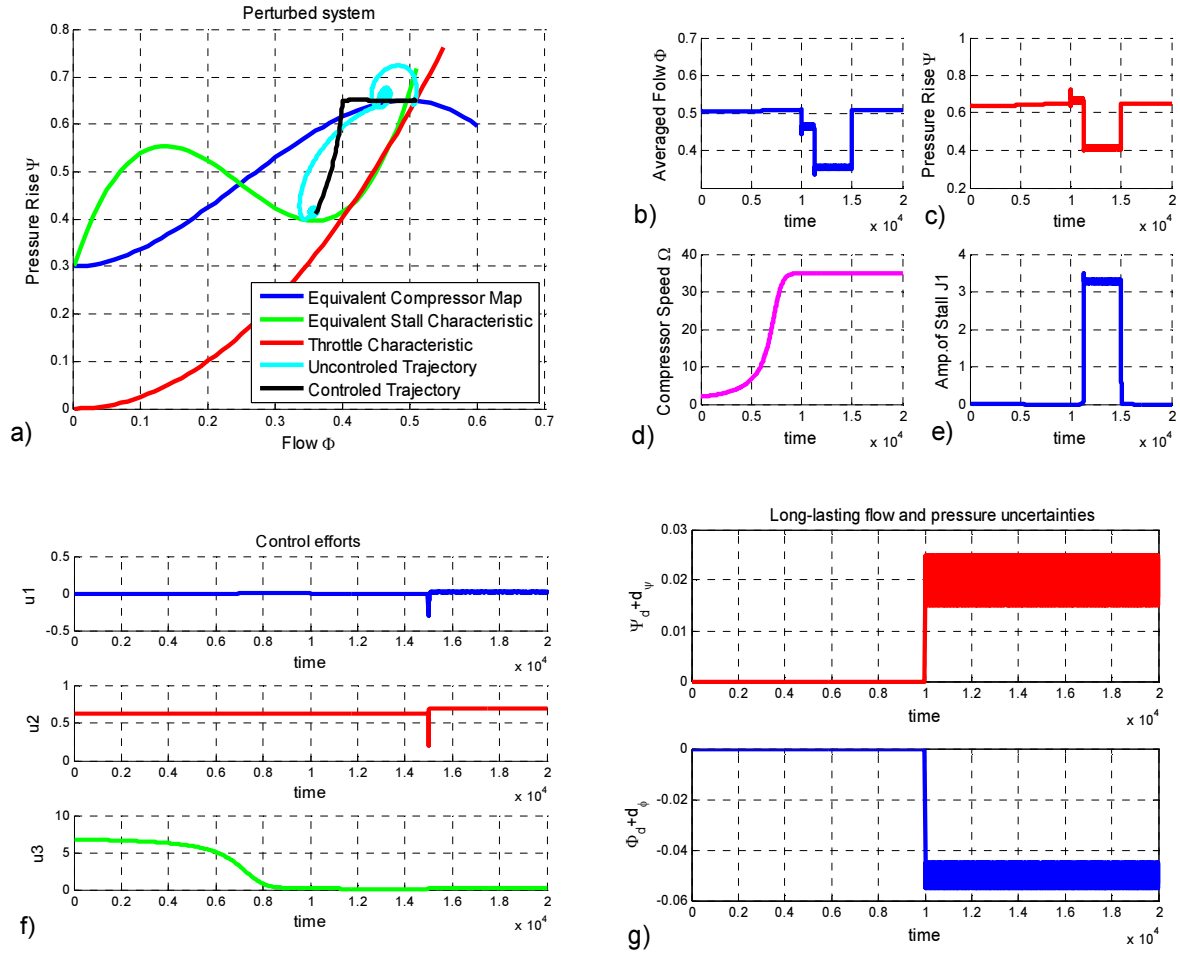 Perturbed system
0.8
0.7
0.6
0.5
0.4
0.3
0.2
0.1
0
Pressure Rise Ψ
Equivalent Compressor Map
Equivalent Stall Characteristic
Throttle Characteristic
Uncontroled Trajectory
Controled Trajectory
0 0.1 0.2 0.3 0.4 0.5 0.6 0.7
Flow Φ
a)
0.7
0.6
0.5
0.4
Averaged Folw Φ
0 0.5 1 1.5 2
time
x 10^4
b)
1
0.8
0.6
0.4
0.2
Pressure Rise Ψ
0 0.5 1 1.5 2
time
x 10^4
c)
40
30
20
10
0
Compressor Speed Ω
0 0.5 1 1.5 2
time
x 10^4
d)
4
3
2
1
0
Amp.of Stall J1
0 0.5 1 1.5 2
time
x 10^4
e)
Control efforts
0.5
0
-0.5
u1
0 0.2 0.4 0.6 0.8 1 1.2 1.4 1.6 1.8 2
time
x 10^4
1
0.5
0
u2
0 0.2 0.4 0.6 0.8 1 1.2 1.4 1.6 1.8 2
time
x 10^4
10
5
0
u3
0 0.2 0.4 0.6 0.8 1 1.2 1.4 1.6 1.8 2
time
x 10^4
f)
Long-lasting flow and pressure uncertainties
0.03
0.02
0.01
0
Ψ_d+d_ψ
0 0.2 0.4 0.6 0.8 1 1.2 1.4 1.6 1.8 2
time
x 10^4
0
-0.02
-0.04
-0.06
Φ_d+d_ϕ
0 0.2 0.4 0.6 0.8 1 1.2 1.4 1.6 1.8 2
time
x 10^4
g)